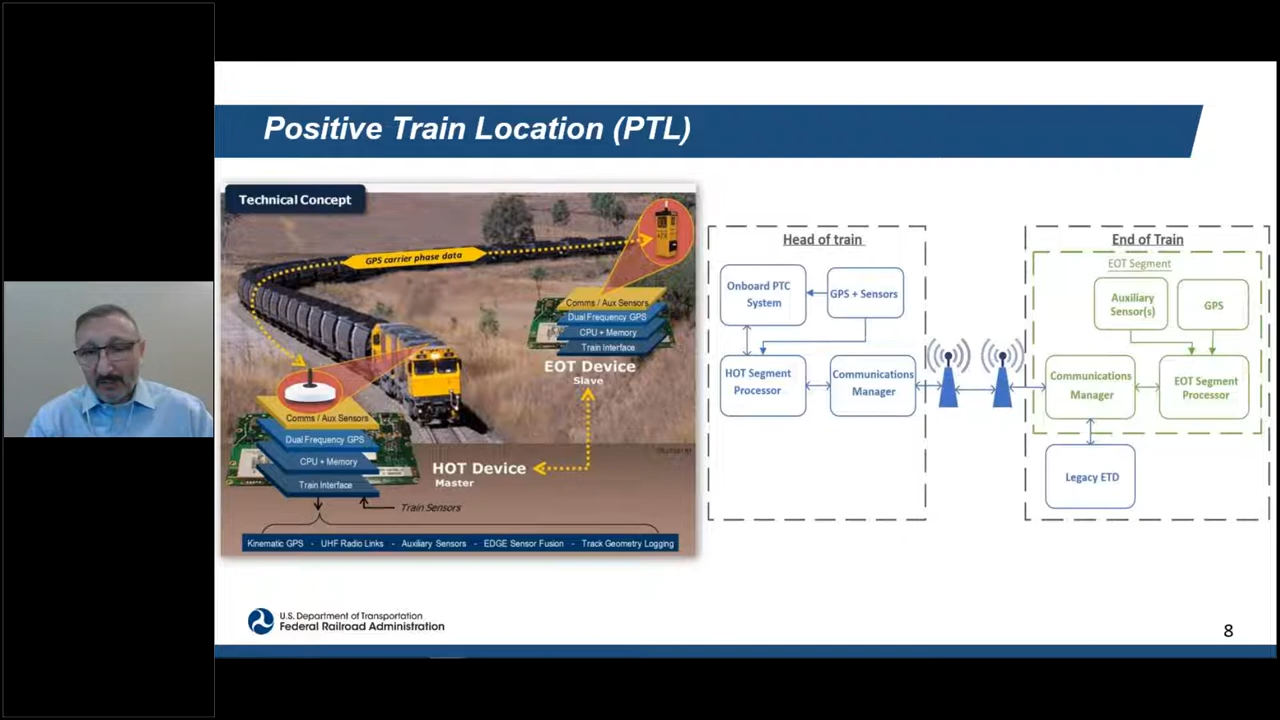 Positive Train Location (PTL)
Technical Concept
GPS carrier phase data
Comms / Aux Sensors
Dual Frequency GPS
CPU + Memory
Train Interface
EOT Device
Slave
Comms / Aux Sensors
Dual Frequency GPS
CPU + Memory
Train Interface
HOT Device
Master
Train Sensors
Kinematic GPS - UHF Radio Links - Auxiliary Sensors - EDGE Sensor Fusion - Track Geometry Logging
Head of train
Onboard PTC
System
GPS + Sensors
HOT Segment
Processor
Communications
Manager
End of Train
EOT Segment
Auxiliary
Sensor(s)
GPS
Communications
Manager
EOT Segment
Processor
Legacy ETD
U.S. Department of Transportation
Federal Railroad Administration
8